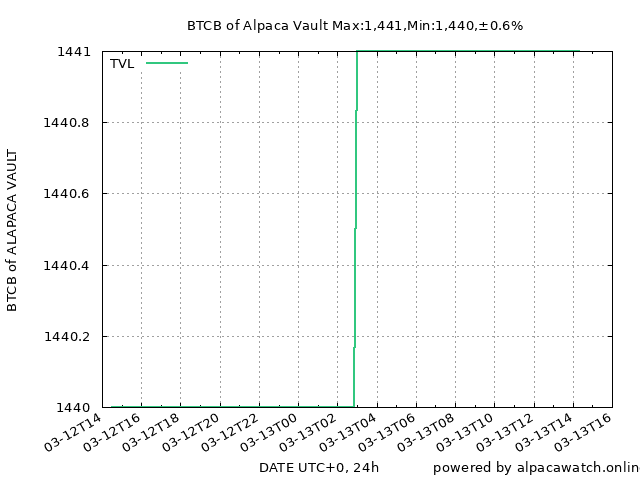 BTCB of Alpaca Vault Max:1,441,Min:1,440,±0.6%
TVL
BTCB of ALAPACA VAULT
1441
1440.8
1440.6
1440.4
1440.2
1440
03-12T14
03-12T16
03-12T18
03-12T20
03-12T22
03-13T00
03-13T02
03-13T04
03-13T06
03-13T08
03-13T10
03-13T12
03-13T14
03-13T16
DATE UTC+0, 24h
powered by alpacawatch.onlin